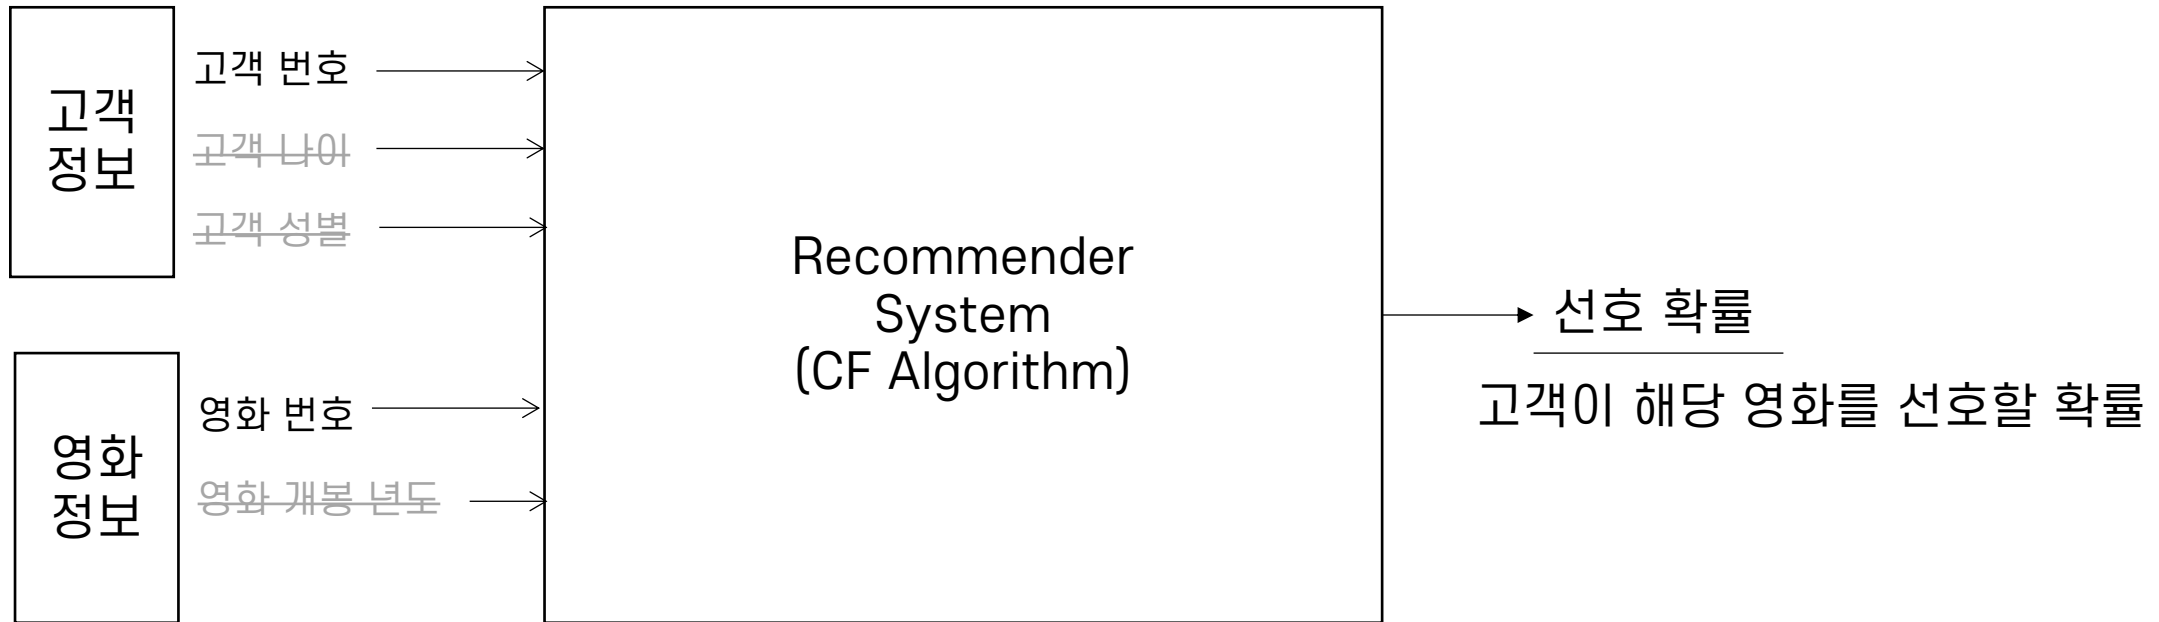 고객
정보
고객 번호
고객 나이
고객 성별
영화
정보
영화 번호
영화 개봉 년도
Recommender
System
(CF Algorithm)
선호 확률
고객이 해당 영화를 선호할 확률